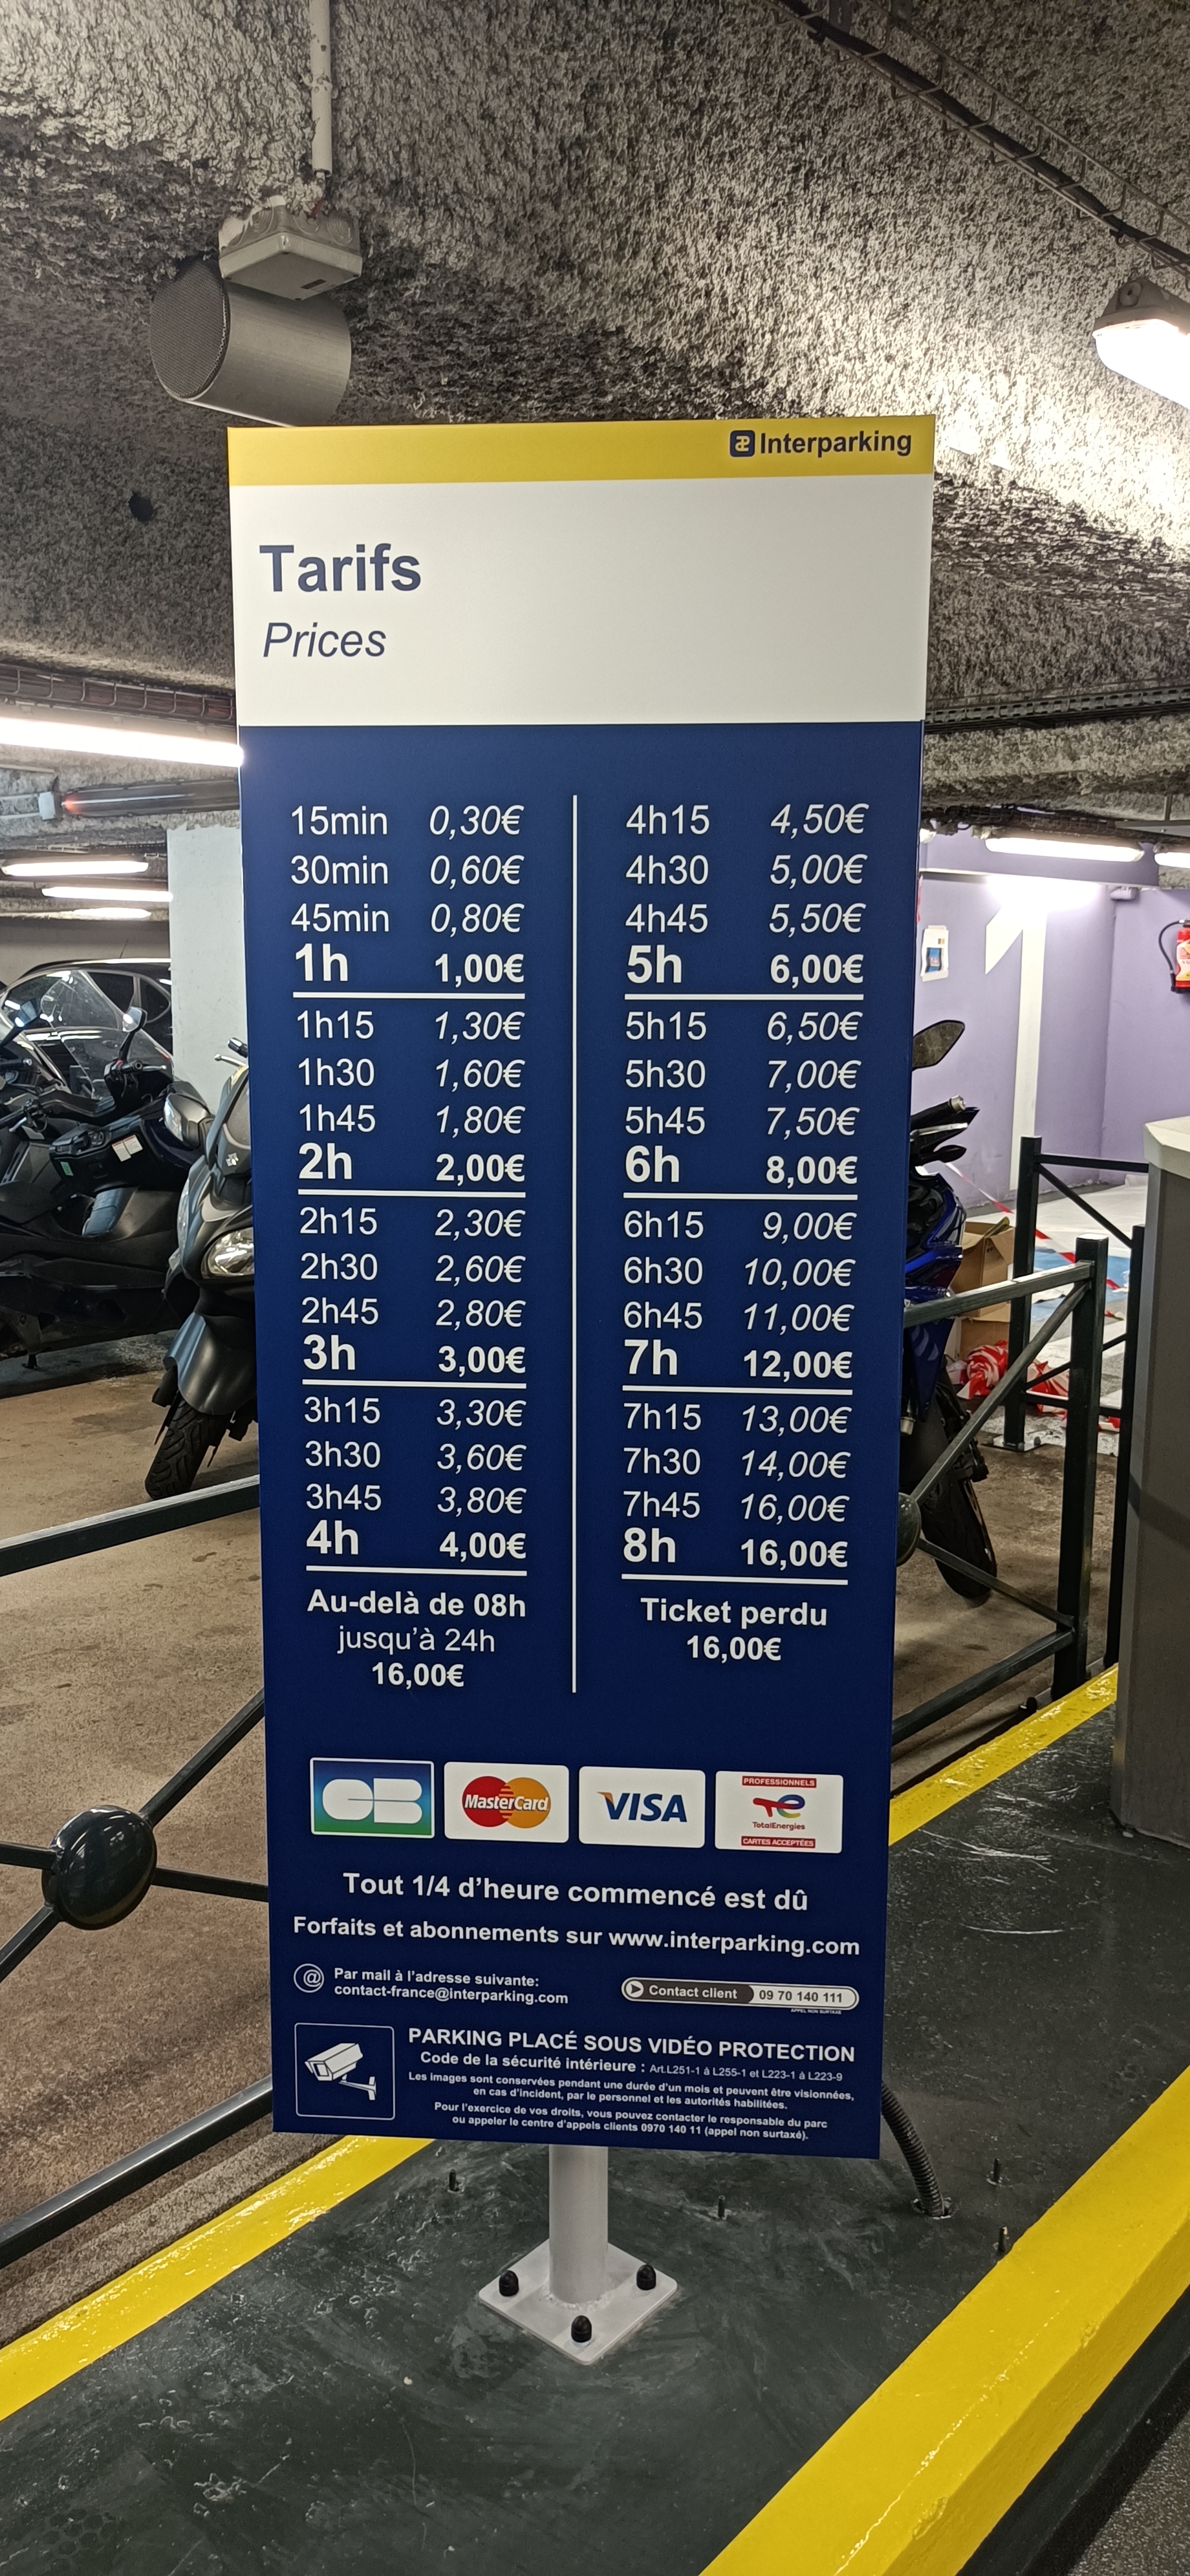 Interparking
Tarifs
Prices
15min 0,30€
30min 0,60€
45min 0,80€
1h 1,00€
1h15 1,30€
1h30 1,60€
1h45 1,80€
2h 2,00€
2h15 2,30€
2h30 2,60€
2h45 2,80€
3h 3,00€
3h15 3,30€
3h30 3,60€
3h45 3,80€
4h 4,00€
Au-delà de 08h
jusqu'à 24h
16,00€
4h15 4,50€
4h30 5,00€
4h45 5,50€
5h 6,00€
5h15 6,50€
5h30 7,00€
5h45 7,50€
6h 8,00€
6h15 9,00€
6h30 10,00€
6h45 11,00€
7h 12,00€
7h15 13,00€
7h30 14,00€
7h45 16,00€
8h 16,00€
Ticket perdu
16,00€
CB
MasterCard
VISA
PROFESSIONNELS
TotalEnergies
CARTES ACCEPTÉES
Tout 1/4 d'heure commencé est dû
Forfaits et abonnements sur www.interparking.com
@ Par mail à l'adresse suivante:
contact-france@interparking.com
Contact client 09 70 140 111
APPEL NON SURTAXÉ
PARKING PLACÉ SOUS VIDÉO PROTECTION
Code de la sécurité intérieure : Art.L251-1 à L255-1 et L223-1 à L223-9
Les images sont conservées pendant une durée d'un mois et peuvent être visionnées,
en cas d'incident, par le personnel et les autorités habilitées.
Pour l'exercice de vos droits, vous pouvez contacter le responsable du parc
ou appeler le centre d'appels clients 0970 140 11 (appel non surtaxé).